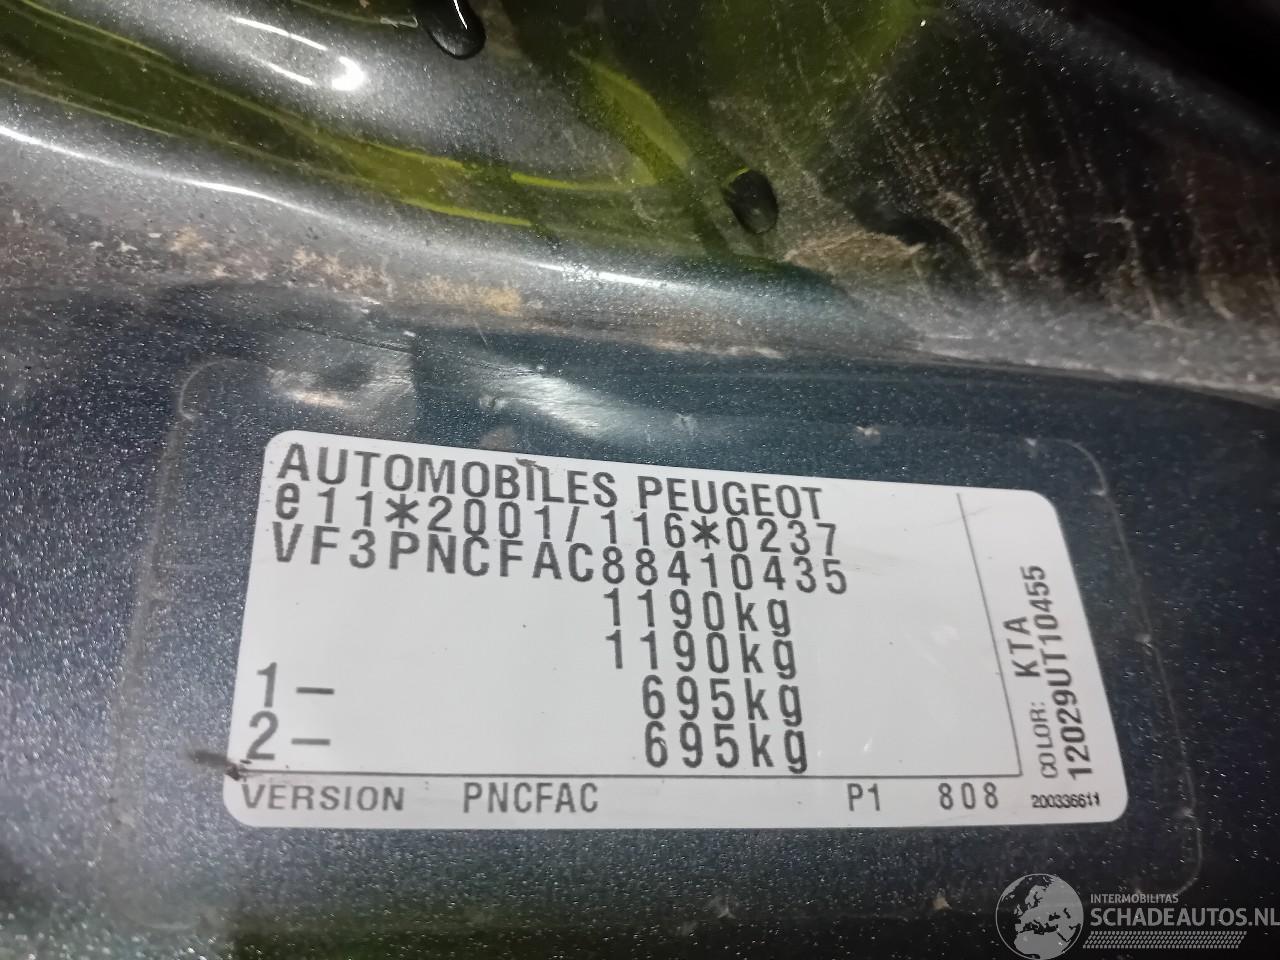 AUTOMOBILES PEUGEOT
e11*2001/116*0237
VF3PNCFAC88410435
1190kg
1190kg
1- 695kg
2- 695kg
VERSION PNCFAC P1 808
COLOR: KTA
12029UT10455
200336611
INTERMOBILITAS
SCHADEAUTOS.NL